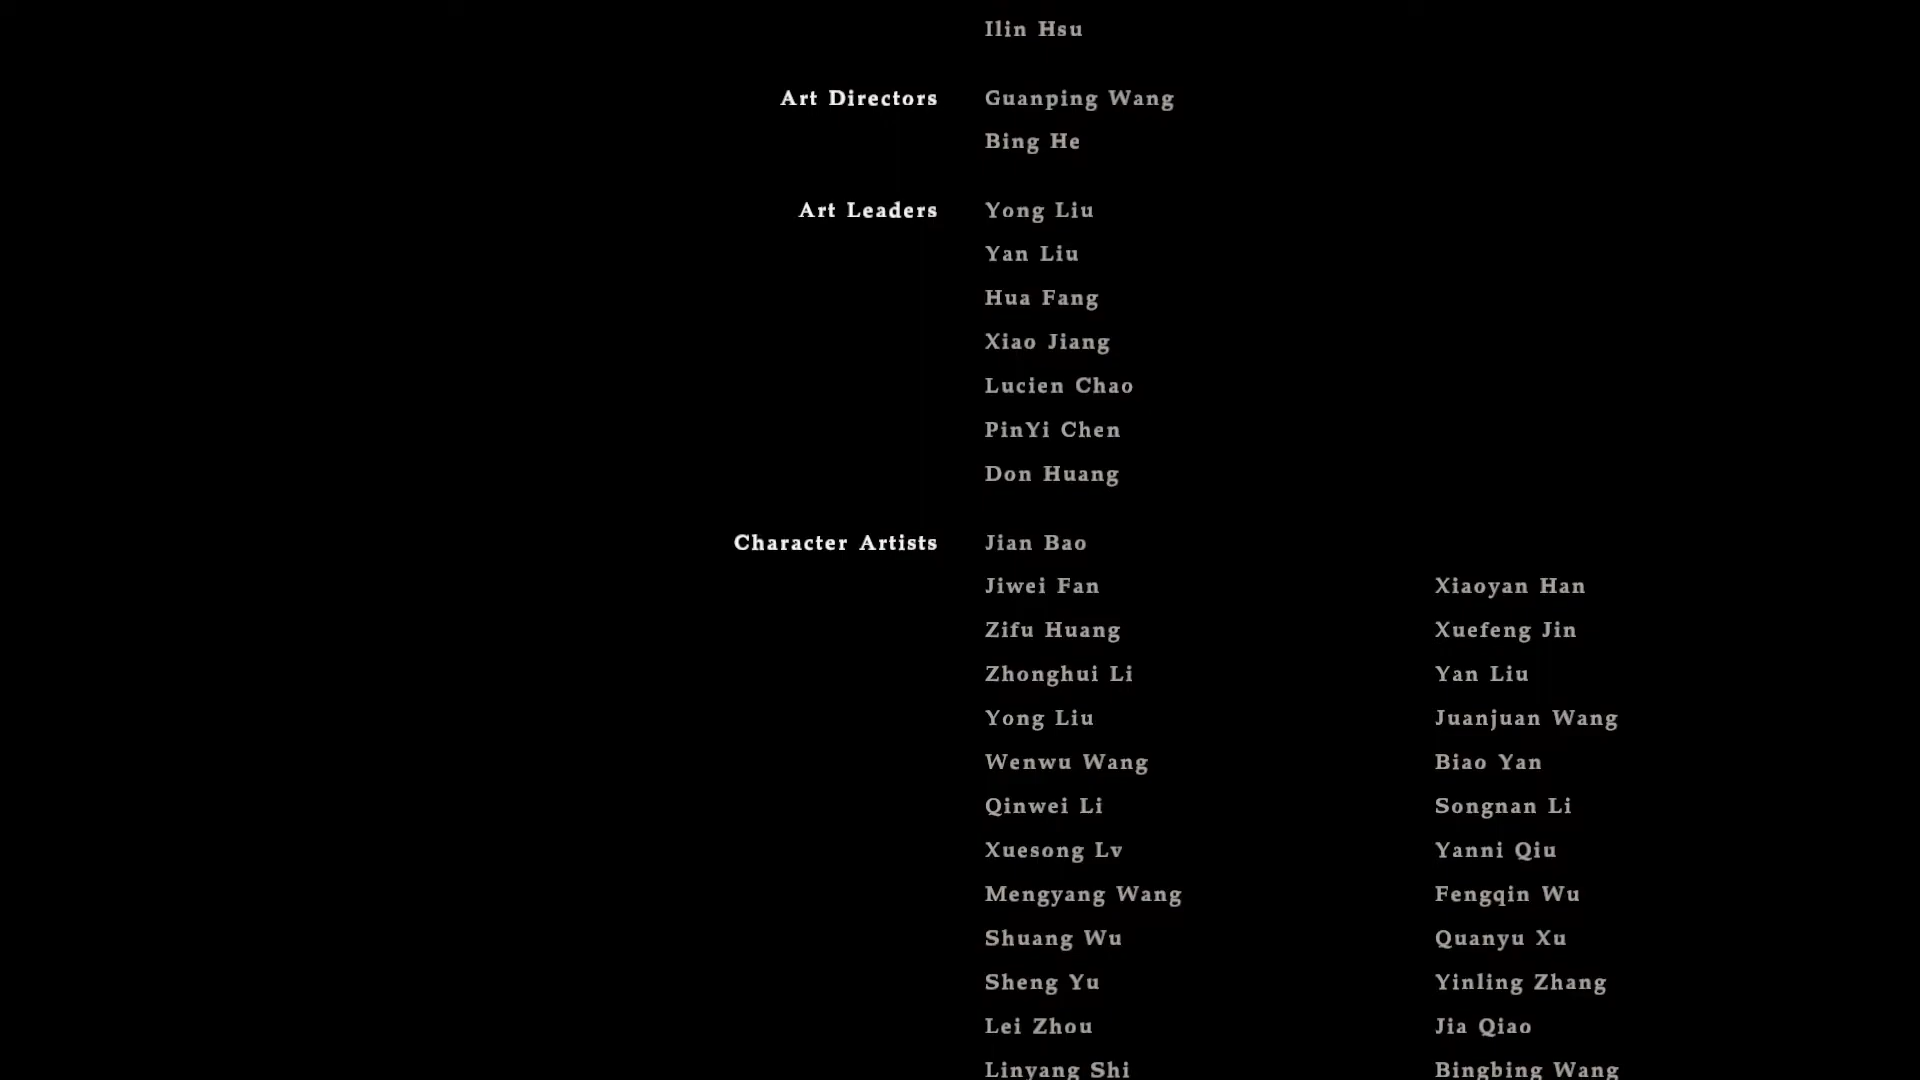 Ilin Hsu
Art Directors Guanping Wang
Bing He
Art Leaders Yong Liu
Yan Liu
Hua Fang
Xiao Jiang
Lucien Chao
PinYi Chen
Don Huang
Character Artists Jian Bao
Jiwei Fan Xiaoyan Han
Zifu Huang Xuefeng Jin
Zhonghui Li Yan Liu
Yong Liu Juanjuan Wang
Wenwu Wang Biao Yan
Qinwei Li Songnan Li
Xuesong Lv Yanni Qiu
Mengyang Wang Fengqin Wu
Shuang Wu Quanyu Xu
Sheng Yu Yinling Zhang
Lei Zhou Jia Qiao
Linyang Shi Bingbing Wang